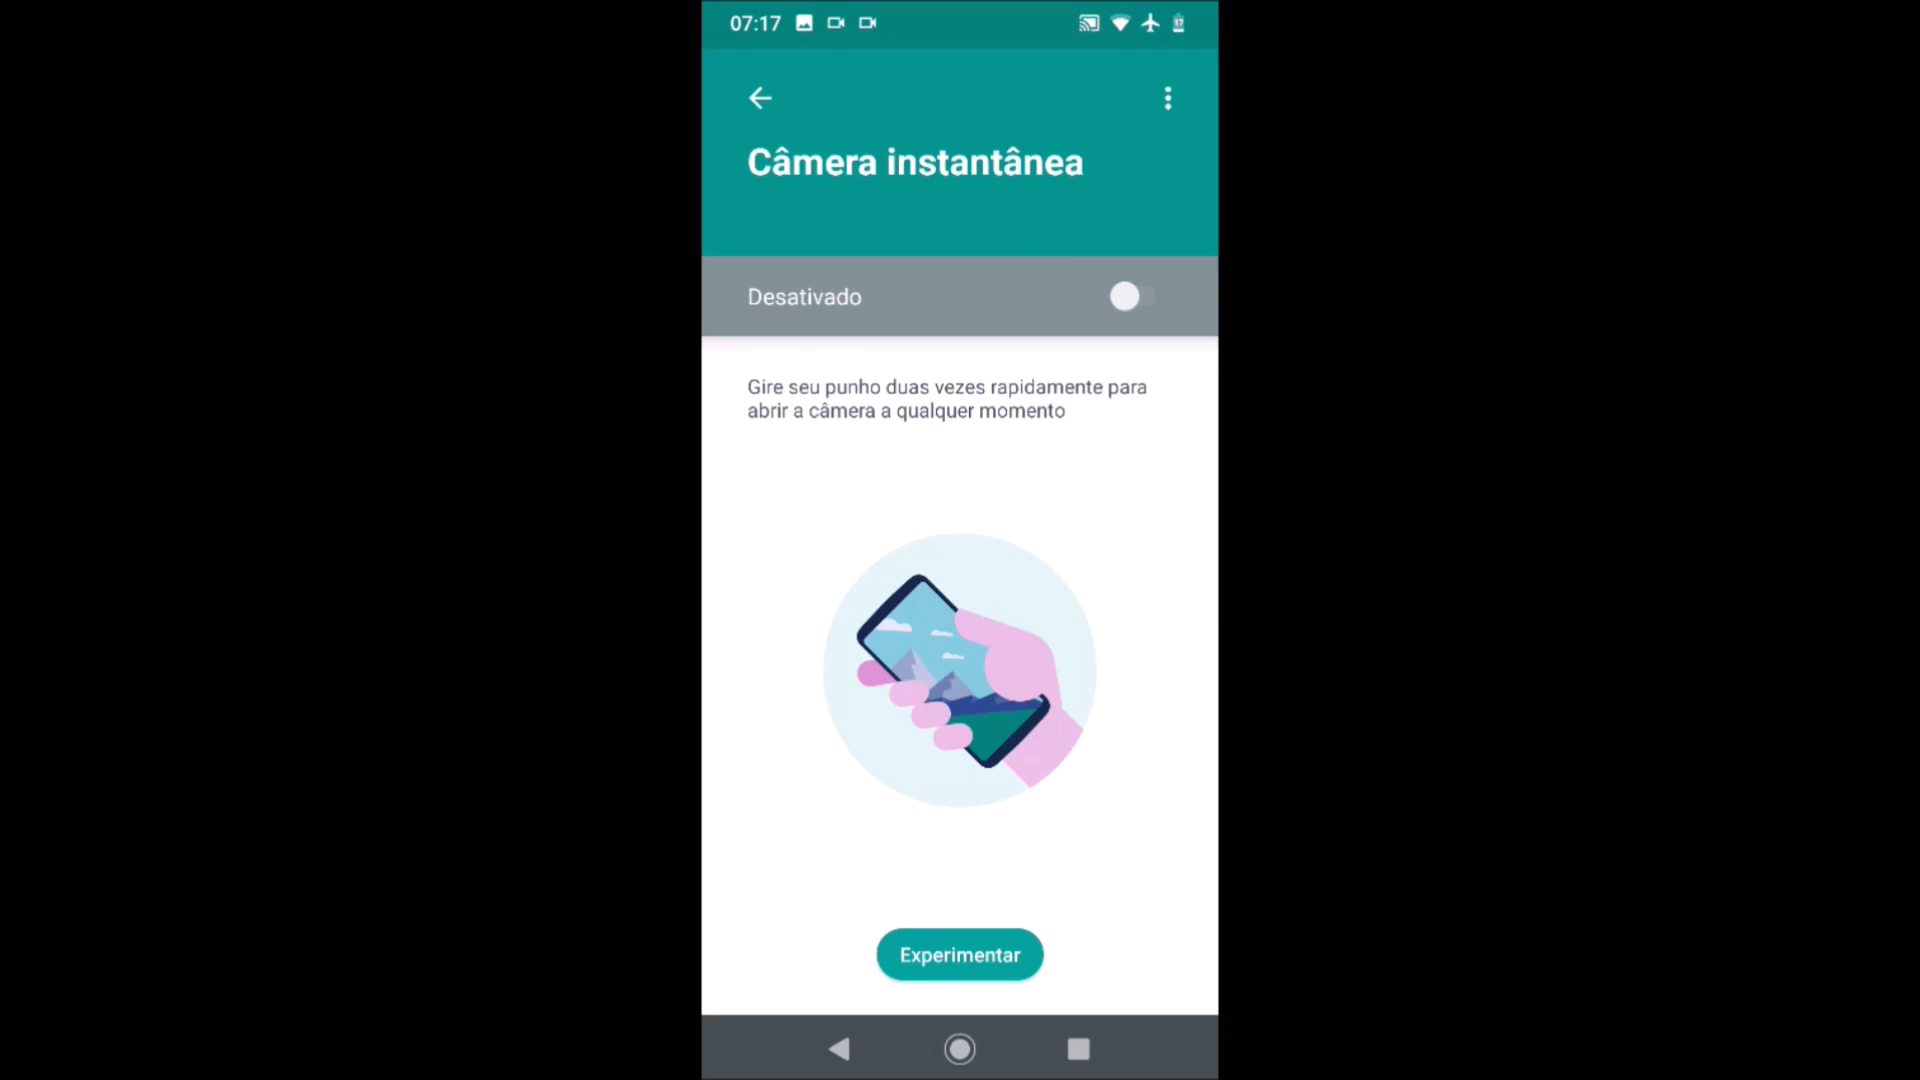 07:17
Câmera instantânea
Desativado
Gire seu punho duas vezes rapidamente para
abrir a câmera a qualquer momento
Experimentar